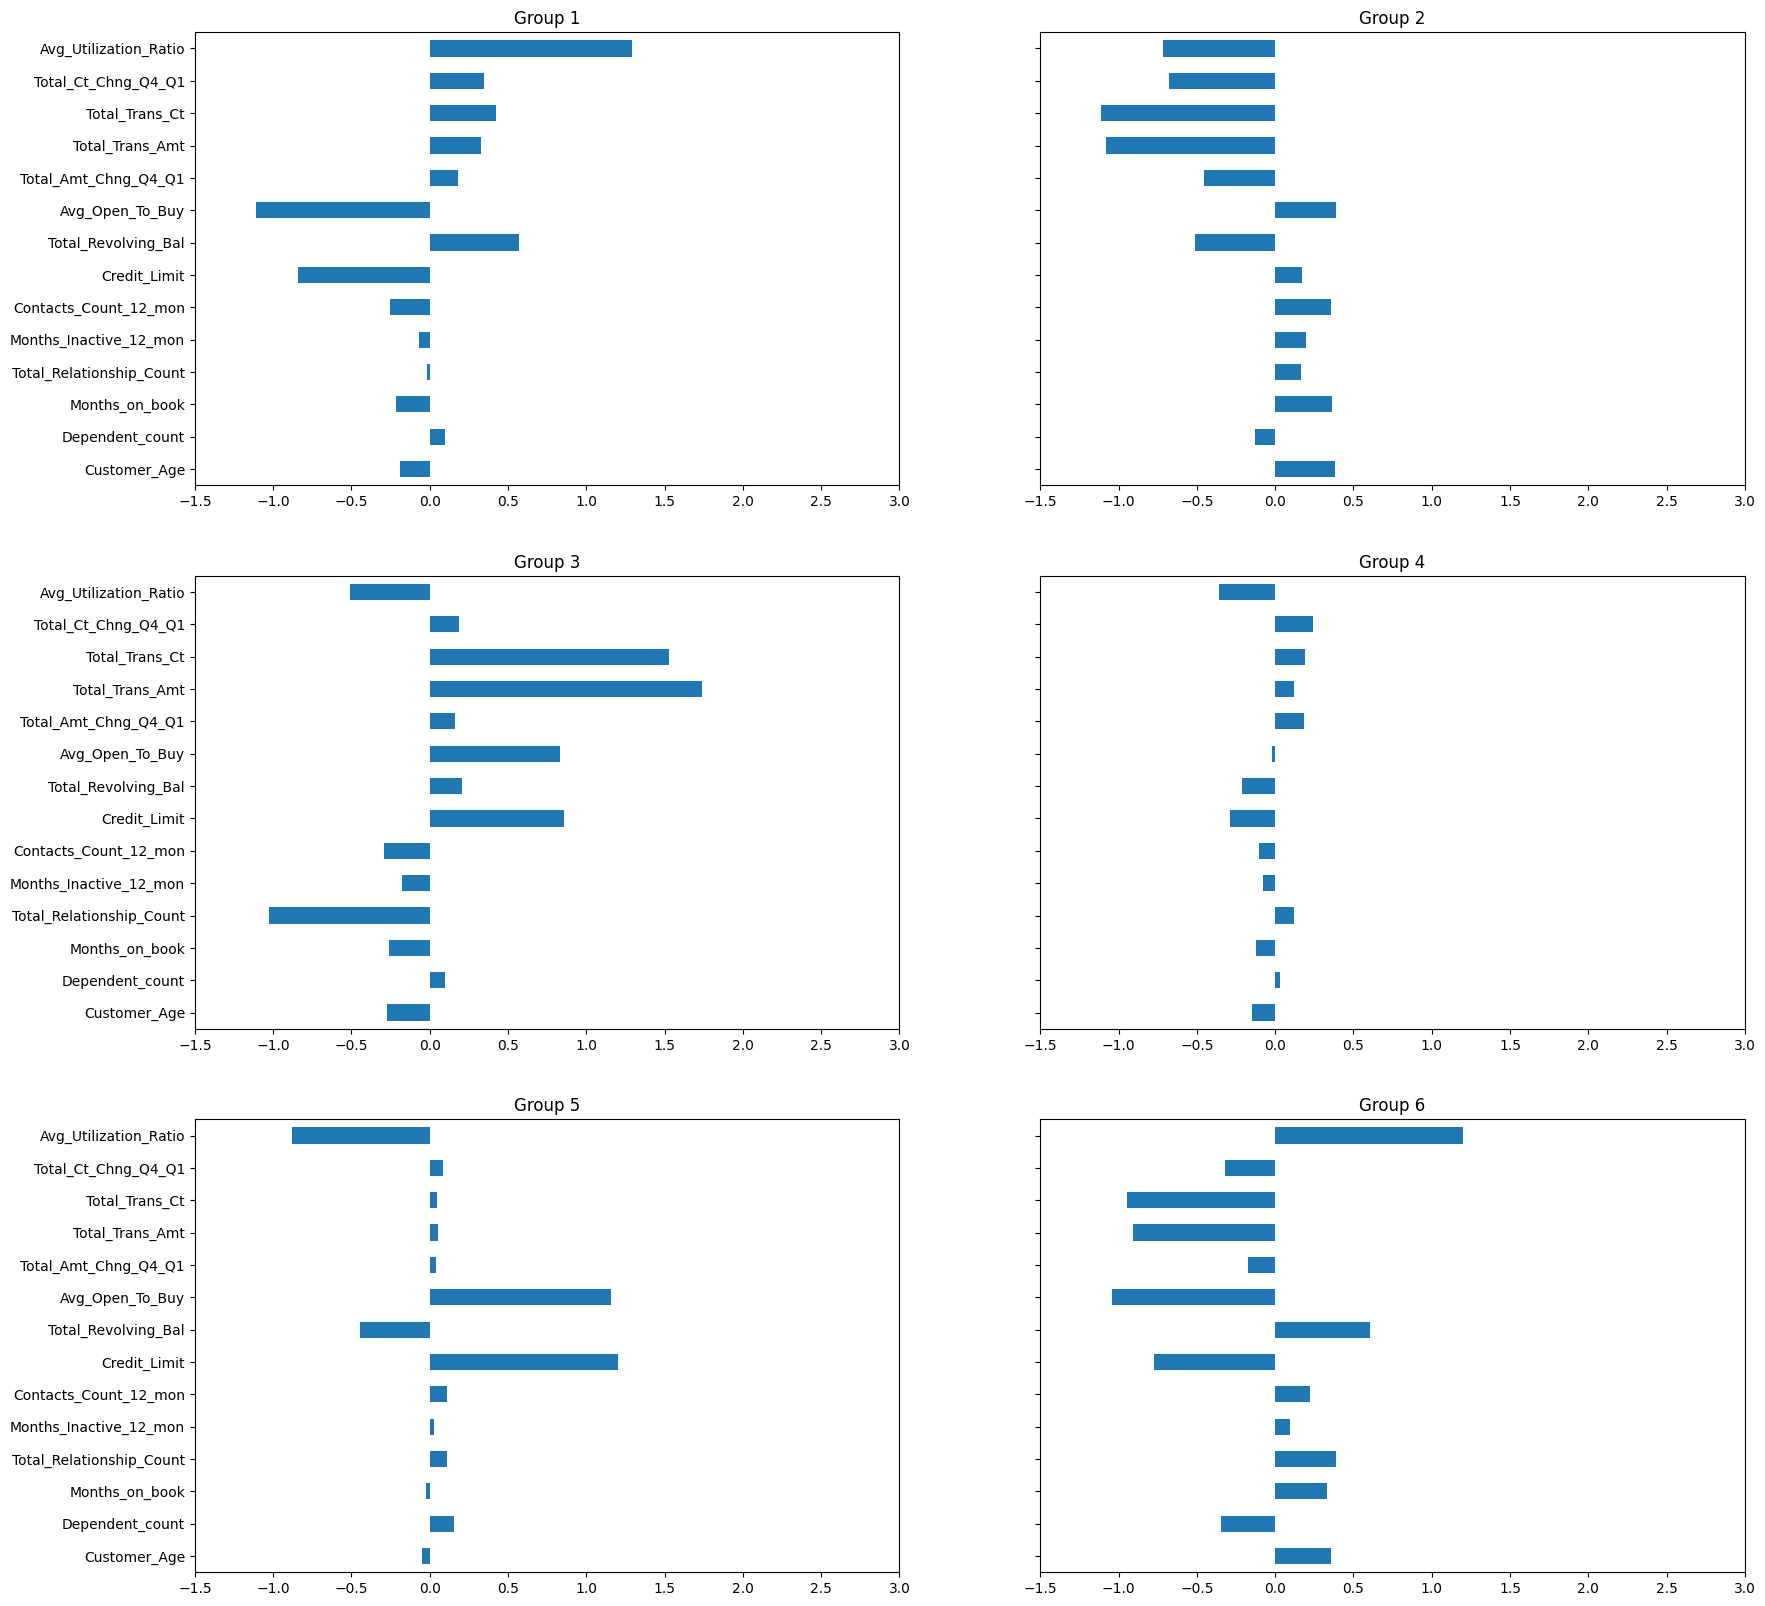 Group 1
Group 2
Avg_Utilization_Ratio
Total_Ct_Chng_Q4_Q1
Total_Trans_Ct
Total_Trans_Amt
Total_Amt_Chng_Q4_Q1
Avg_Open_To_Buy
Total_Revolving_Bal
Credit_Limit
Contacts_Count_12_mon
Months_Inactive_12_mon
Total_Relationship_Count
Months_on_book
Dependent_count
Customer_Age
−1.5 −1.0 −0.5 0.0 0.5 1.0 1.5 2.0 2.5 3.0
−1.5 −1.0 −0.5 0.0 0.5 1.0 1.5 2.0 2.5 3.0
Group 3
Group 4
Avg_Utilization_Ratio
Total_Ct_Chng_Q4_Q1
Total_Trans_Ct
Total_Trans_Amt
Total_Amt_Chng_Q4_Q1
Avg_Open_To_Buy
Total_Revolving_Bal
Credit_Limit
Contacts_Count_12_mon
Months_Inactive_12_mon
Total_Relationship_Count
Months_on_book
Dependent_count
Customer_Age
−1.5 −1.0 −0.5 0.0 0.5 1.0 1.5 2.0 2.5 3.0
−1.5 −1.0 −0.5 0.0 0.5 1.0 1.5 2.0 2.5 3.0
Group 5
Group 6
Avg_Utilization_Ratio
Total_Ct_Chng_Q4_Q1
Total_Trans_Ct
Total_Trans_Amt
Total_Amt_Chng_Q4_Q1
Avg_Open_To_Buy
Total_Revolving_Bal
Credit_Limit
Contacts_Count_12_mon
Months_Inactive_12_mon
Total_Relationship_Count
Months_on_book
Dependent_count
Customer_Age
−1.5 −1.0 −0.5 0.0 0.5 1.0 1.5 2.0 2.5 3.0
−1.5 −1.0 −0.5 0.0 0.5 1.0 1.5 2.0 2.5 3.0